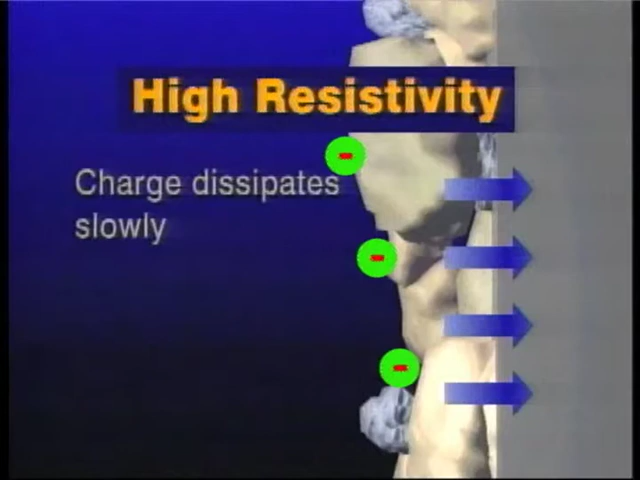 High Resistivity
Charge dissipates
slowly
-
-
-